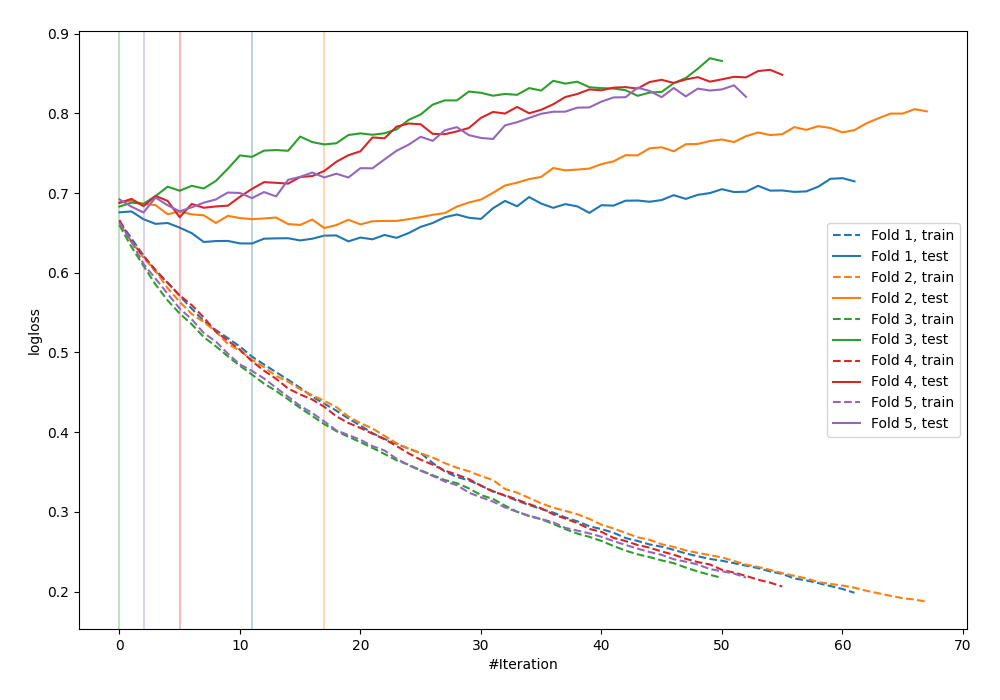 0.9
0.8
0.7
0.6
0.5
0.4
0.3
0.2
logloss
0 10 20 30 40 50 60 70
#Iteration
Fold 1, train
Fold 1, test
Fold 2, train
Fold 2, test
Fold 3, train
Fold 3, test
Fold 4, train
Fold 4, test
Fold 5, train
Fold 5, test